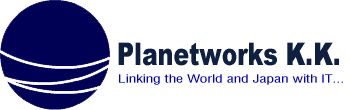 Planetworks K.K.
Linking the World and Japan with IT...